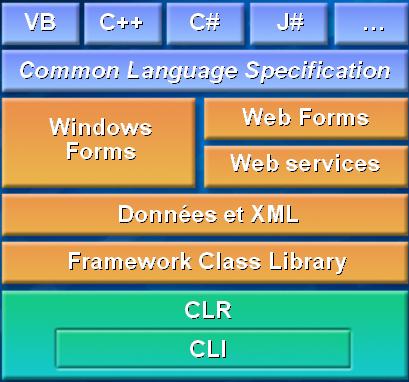 VB C++ C# J# ...
Common Language Specification
Windows
Forms
Web Forms
Web services
Données et XML
Framework Class Library
CLR
CLI